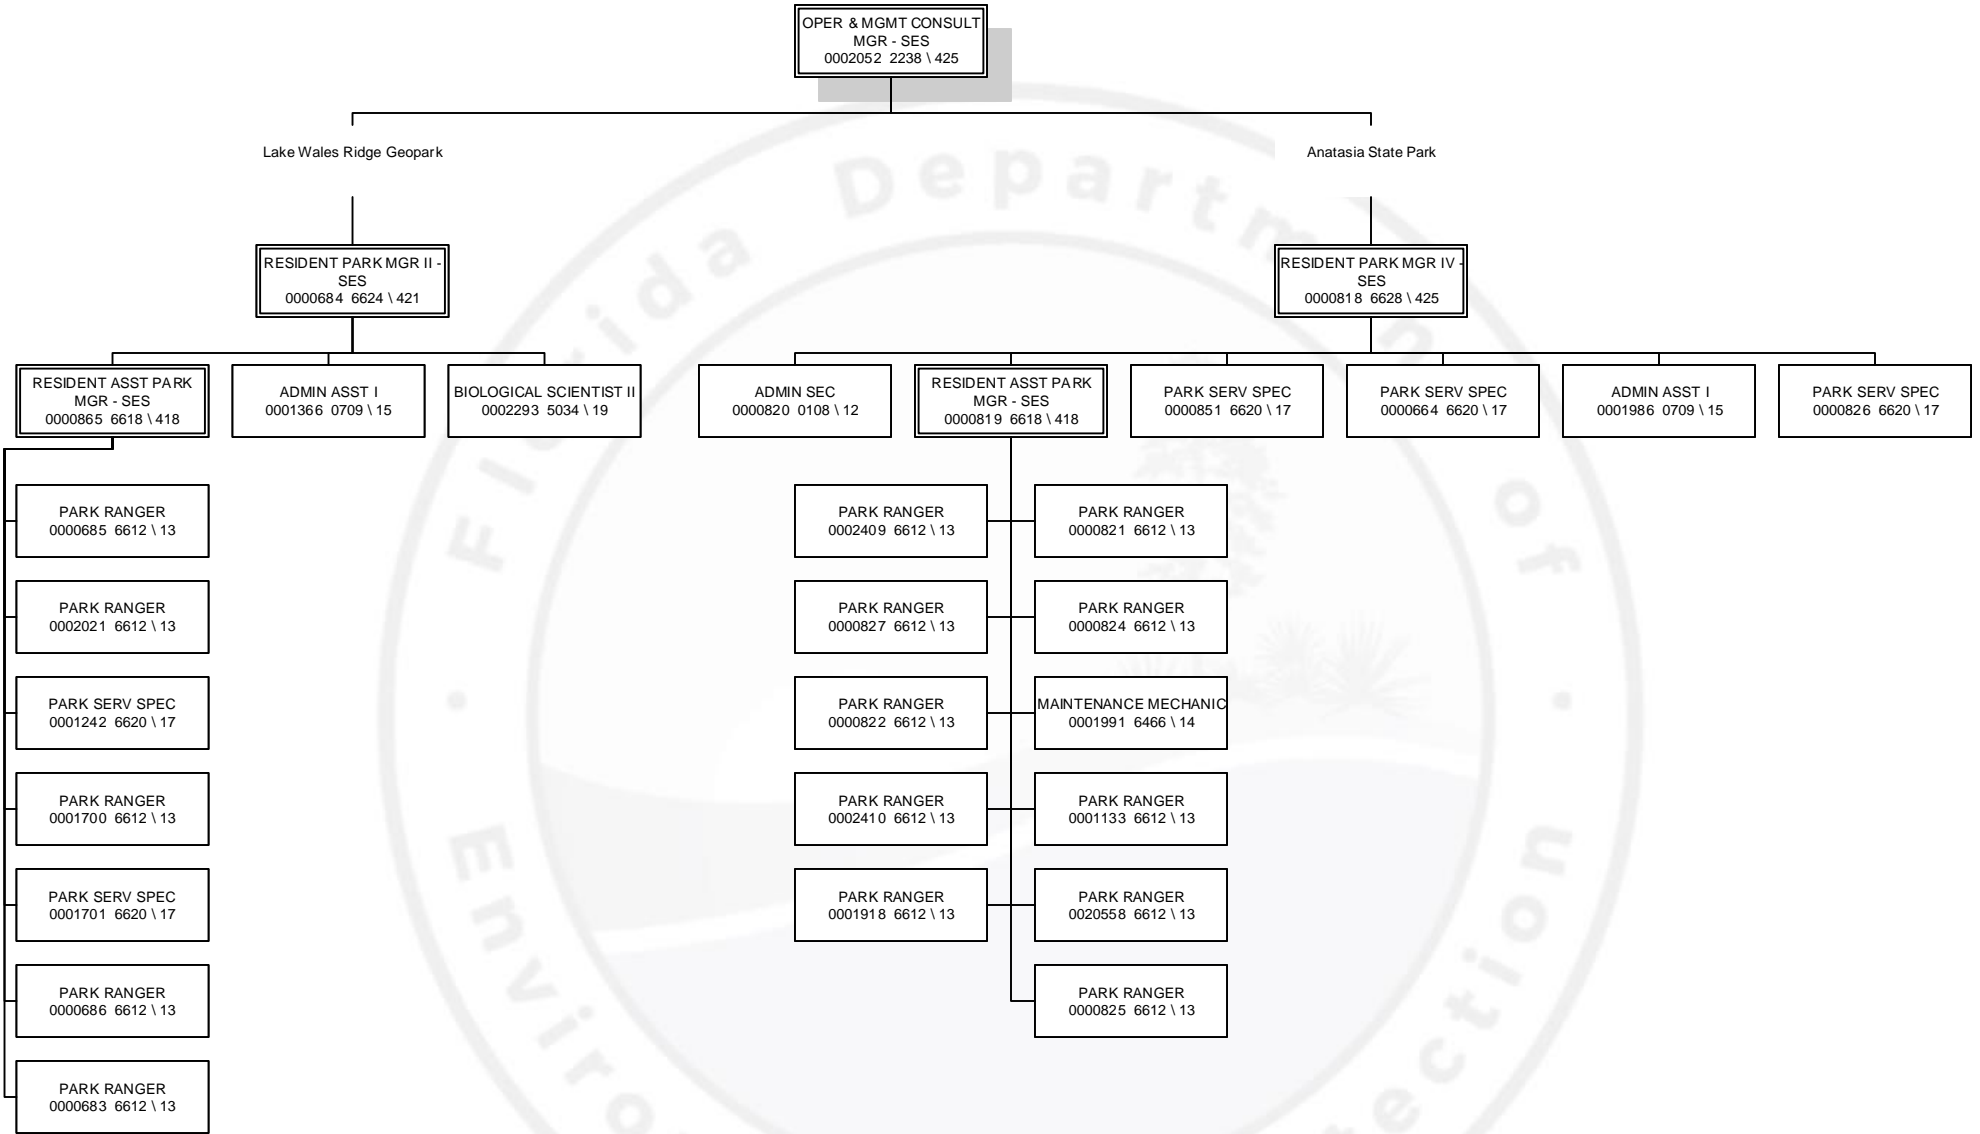 OPER & MGMT CONSULT
MGR - SES
0002052 2238 \ 425
Lake Wales Ridge Geopark
Anatasia State Park
RESIDENT PARK MGR II -
SES
0000684 6624 \ 421
RESIDENT PARK MGR IV -
SES
0000818 6628 \ 425
RESIDENT ASST PARK
MGR - SES
0000865 6618 \ 418
ADMIN ASST I
0001366 0709 \ 15
BIOLOGICAL SCIENTIST II
0002293 5034 \ 19
ADMIN SEC
0000820 0108 \ 12
RESIDENT ASST PARK
MGR - SES
0000819 6618 \ 418
PARK SERV SPEC
0000851 6620 \ 17
PARK SERV SPEC
0000664 6620 \ 17
ADMIN ASST I
0001986 0709 \ 15
PARK SERV SPEC
0000826 6620 \ 17
PARK RANGER
0000685 6612 \ 13
PARK RANGER
0002021 6612 \ 13
PARK SERV SPEC
0001242 6620 \ 17
PARK RANGER
0001700 6612 \ 13
PARK SERV SPEC
0001701 6620 \ 17
PARK RANGER
0000686 6612 \ 13
PARK RANGER
0000683 6612 \ 13
PARK RANGER
0002409 6612 \ 13
PARK RANGER
0000821 6612 \ 13
PARK RANGER
0000827 6612 \ 13
PARK RANGER
0000824 6612 \ 13
PARK RANGER
0000822 6612 \ 13
MAINTENANCE MECHANIC
0001991 6466 \ 14
PARK RANGER
0002410 6612 \ 13
PARK RANGER
0001133 6612 \ 13
PARK RANGER
0001918 6612 \ 13
PARK RANGER
0020558 6612 \ 13
PARK RANGER
0000825 6612 \ 13
Florida Department of